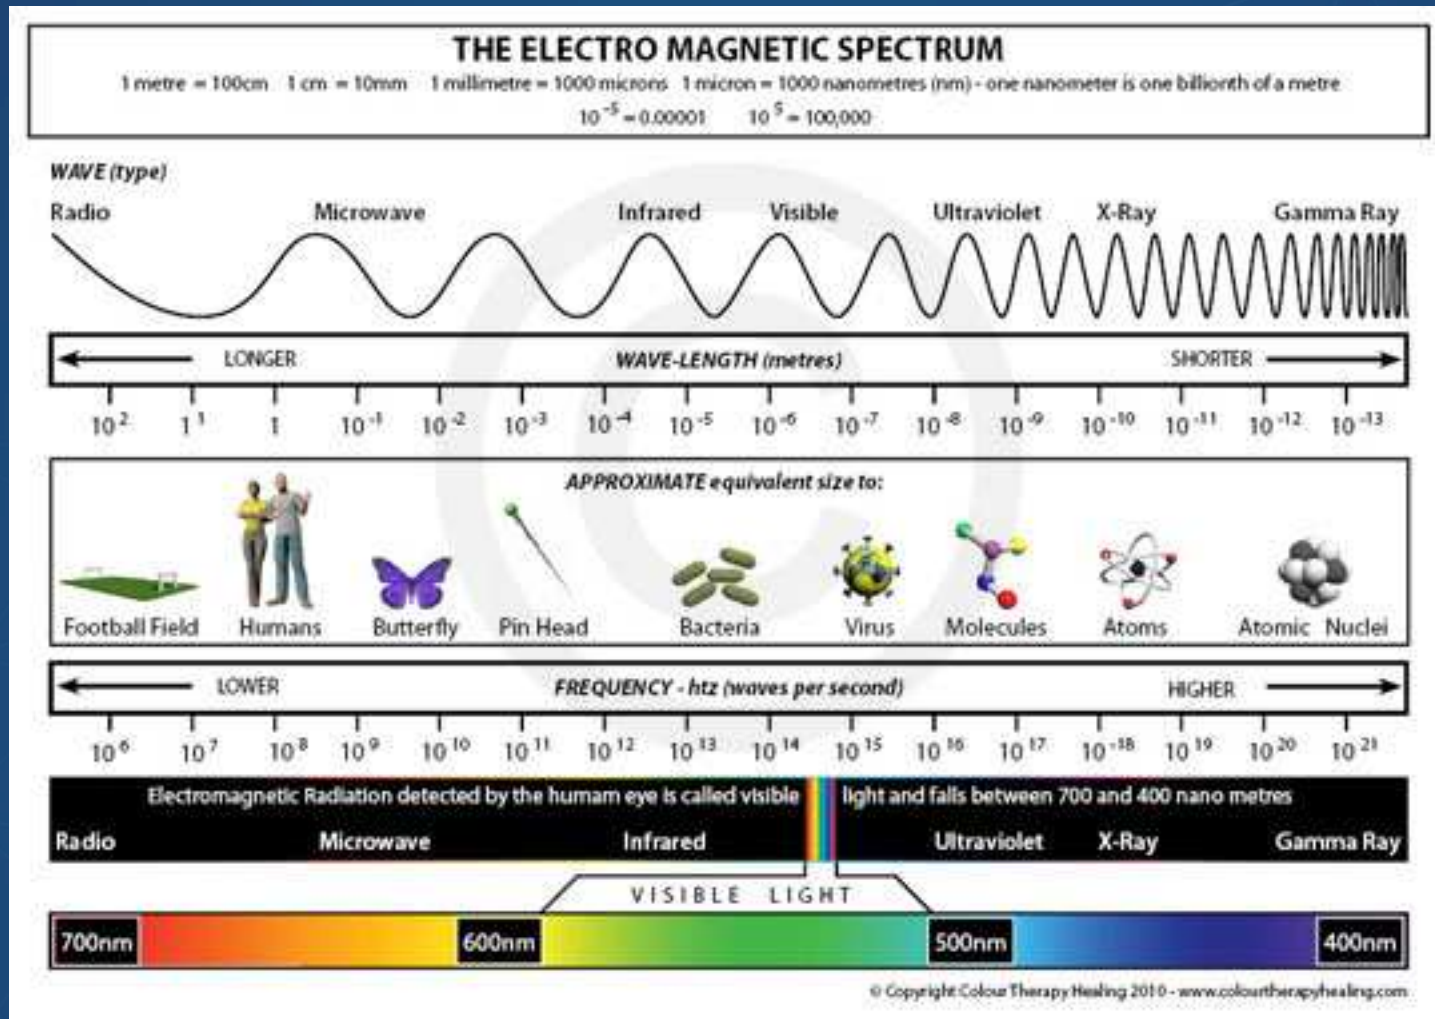 THE ELECTRO MAGNETIC SPECTRUM
1 metre = 100cm 1 cm = 10mm 1 millimetre = 1000 microns 1 micron = 1000 nanometres (nm) - one nanometer is one billionth of a metre
10⁻⁵ = 0.00001 10⁵ = 100,000
WAVE (type)
Radio Microwave Infrared Visible Ultraviolet X-Ray Gamma Ray
LONGER WAVE-LENGTH (metres) SHORTER
10² 1¹ 1 10⁻¹ 10⁻² 10⁻³ 10⁻⁴ 10⁻⁵ 10⁻⁶ 10⁻⁷ 10⁻⁸ 10⁻⁹ 10⁻¹⁰ 10⁻¹¹ 10⁻¹² 10⁻¹³
APPROXIMATE equivalent size to:
Football Field Humans Butterfly Pin Head Bacteria Virus Molecules Atoms Atomic Nuclei
LOWER FREQUENCY - htz (waves per second) HIGHER
10⁶ 10⁷ 10⁸ 10⁹ 10¹⁰ 10¹¹ 10¹² 10¹³ 10¹⁴ 10¹⁵ 10¹⁶ 10¹⁷ 10⁻¹⁸ 10¹⁹ 10²⁰ 10²¹
Electromagnetic Radiation detected by the humam eye is called visible light and falls between 700 and 400 nano metres
Radio Microwave Infrared Ultraviolet X-Ray Gamma Ray
VISIBLE LIGHT
700nm 600nm 500nm 400nm
© Copyright Colour Therapy Healing 2010 - www.colourtherapyhealing.com